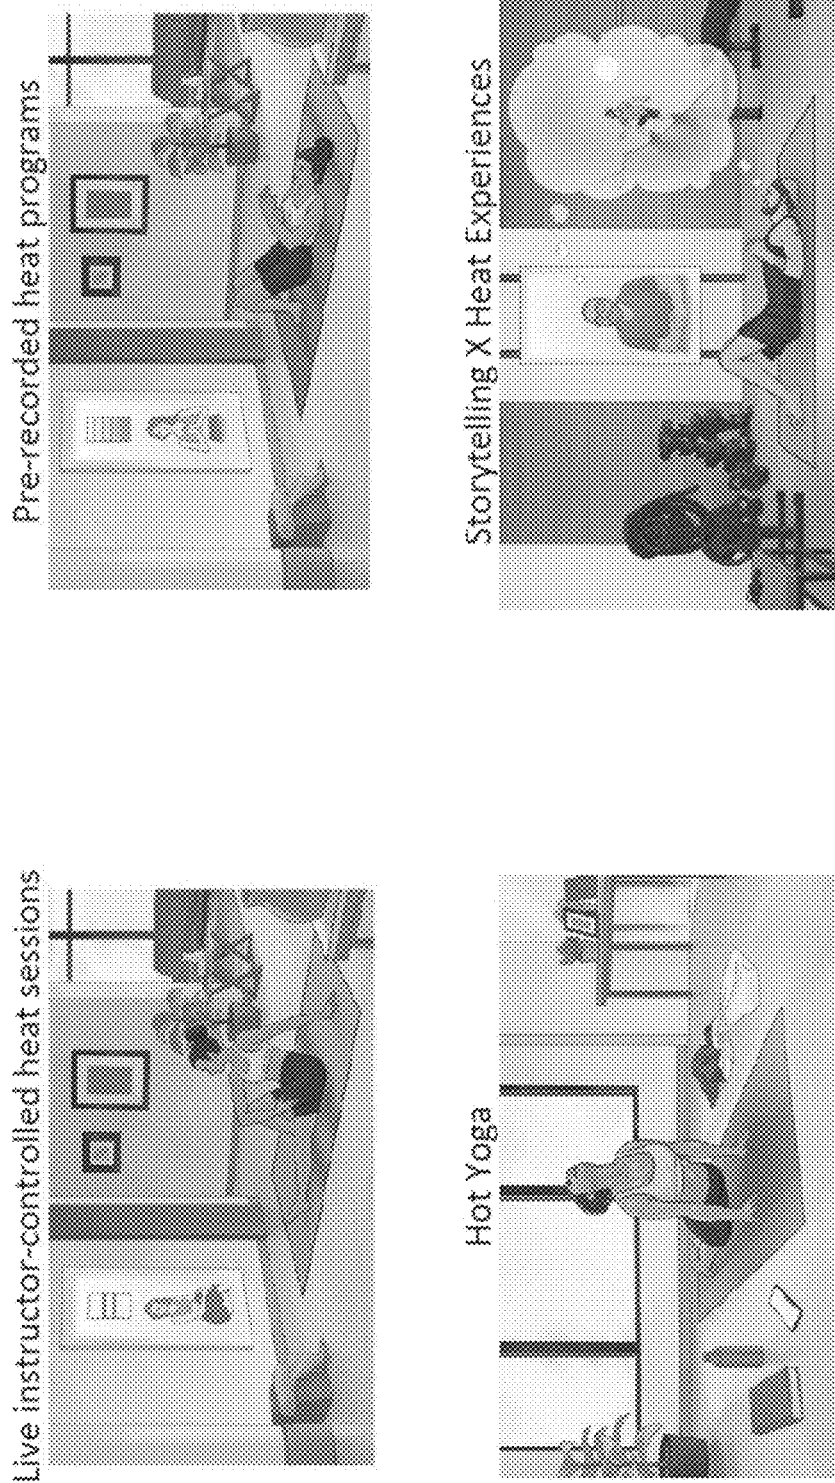 Live instructor-controlled heat sessions
Pre-recorded heat programs
Hot Yoga
Storytelling X Heat Experiences